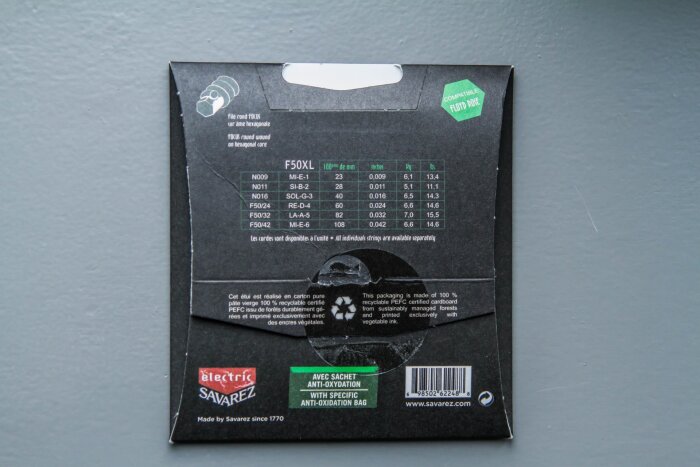 COMPATIBLE
FLOYD ROSE
filé rond FOCUS
sur âme hexagonale
FOCUS round wound
on hexagonal core
F50XL 100èmes de mm inches Kg lbs
N009 MI-E-1 23 0,009 6,1 13,4
N011 SI-B-2 28 0,011 5,1 11,1
N016 SOL-G-3 40 0,016 6,5 14,3
F50/24 RE-D-4 60 0,024 6,6 14,6
F50/32 LA-A-5 82 0,032 7,0 15,5
F50/42 MI-E-6 108 0,042 6,6 14,6
Les cordes sont disponibles à l'unité • All individuals strings are available separately
Cet étui est réalisé en carton pure
pâte vierge 100 % recyclable certifié
PEFC issu de forêts durablement gé-
rées et imprimé exclusivement avec
des encres végétales.
This packaging is made of 100 %
recyclable PEFC certified cardboard
from sustainably managed forests
and printed exclusively with
vegetable ink.
electric
SAVAREZ
Made by Savarez since 1770
AVEC SACHET
ANTI-OXYDATION
WITH SPECIFIC
ANTI-OXIDATION BAG
www.savarez.com